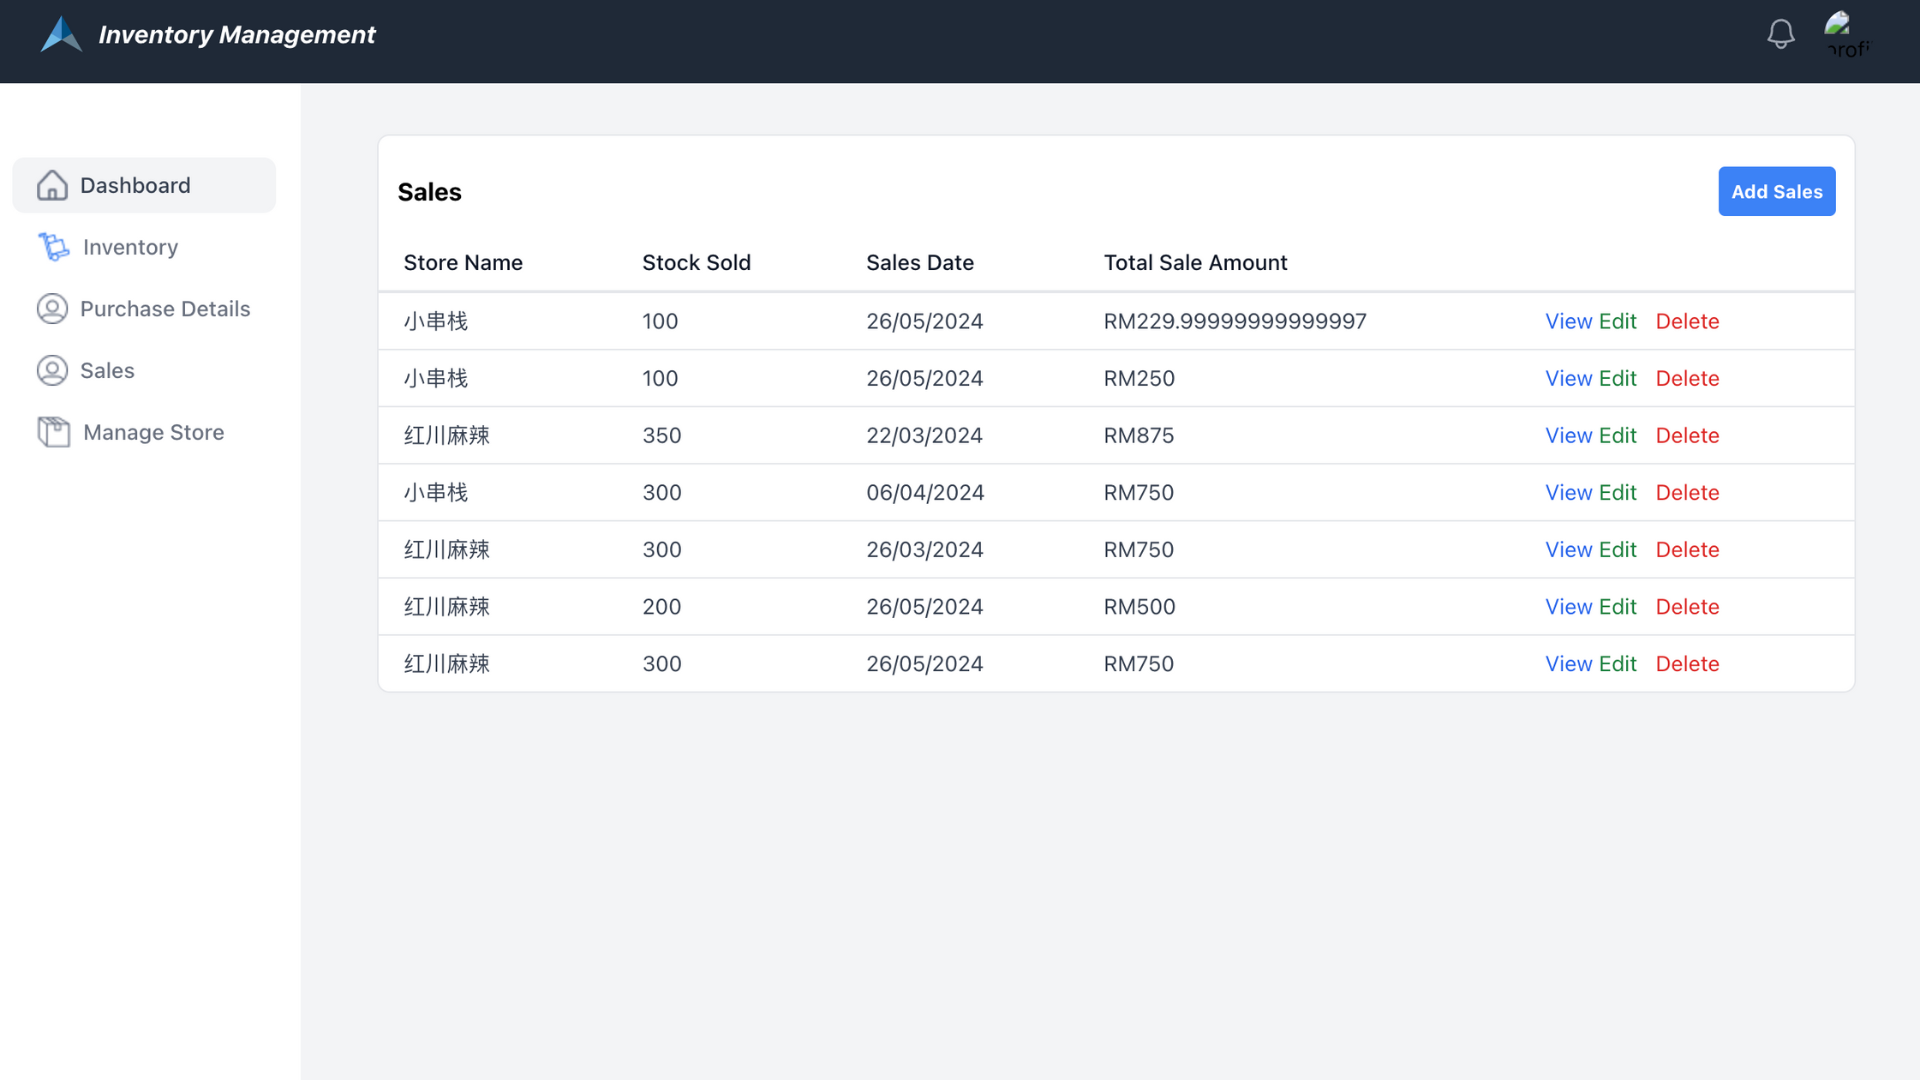 Inventory Management
profi
Dashboard
Inventory
Purchase Details
Sales
Manage Store
Sales
Add Sales
Store Name Stock Sold Sales Date Total Sale Amount
小串栈 100 26/05/2024 RM229.99999999999997 View Edit Delete
小串栈 100 26/05/2024 RM250 View Edit Delete
红川麻辣 350 22/03/2024 RM875 View Edit Delete
小串栈 300 06/04/2024 RM750 View Edit Delete
红川麻辣 300 26/03/2024 RM750 View Edit Delete
红川麻辣 200 26/05/2024 RM500 View Edit Delete
红川麻辣 300 26/05/2024 RM750 View Edit Delete